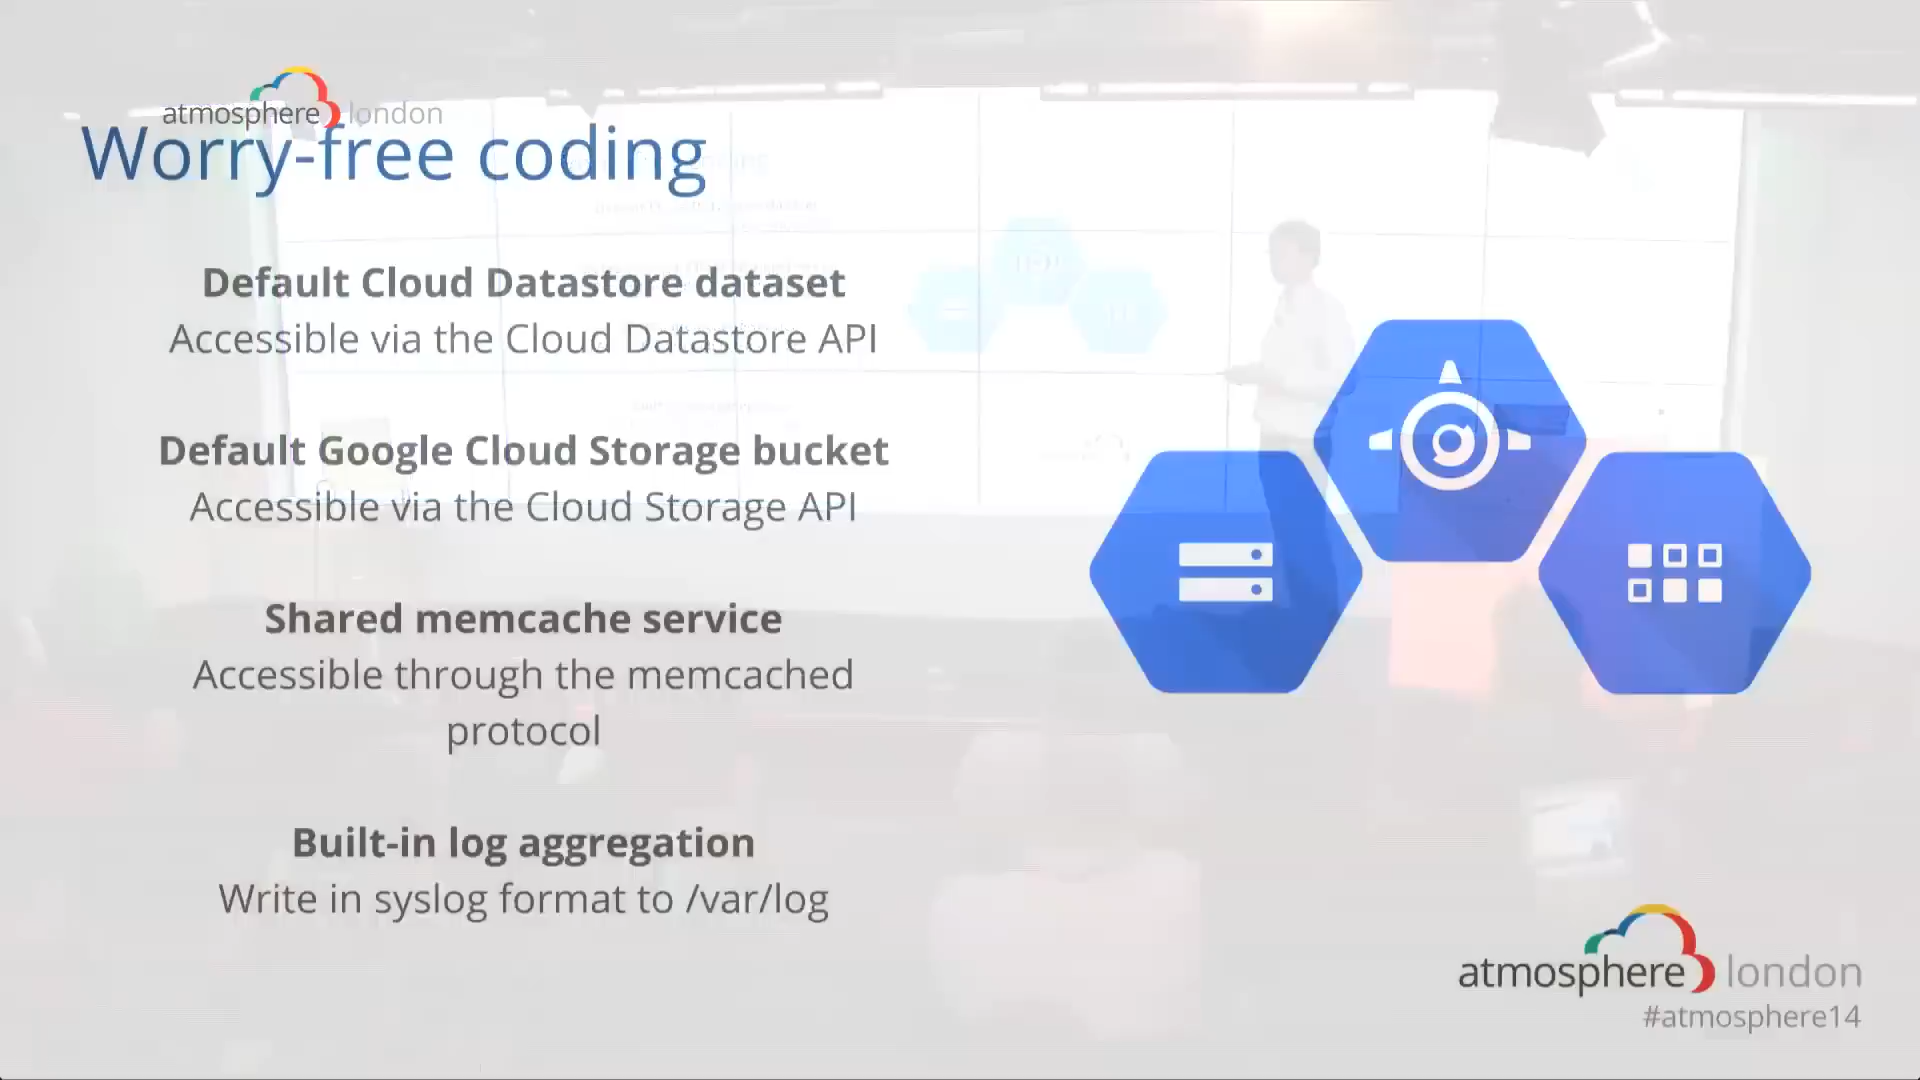 atmosphere london
Worry-free coding
Default Cloud Datastore dataset
Accessible via the Cloud Datastore API
Default Google Cloud Storage bucket
Accessible via the Cloud Storage API
Shared memcache service
Accessible through the memcached
protocol
Built-in log aggregation
Write in syslog format to /var/log
atmosphere london
#atmosphere14